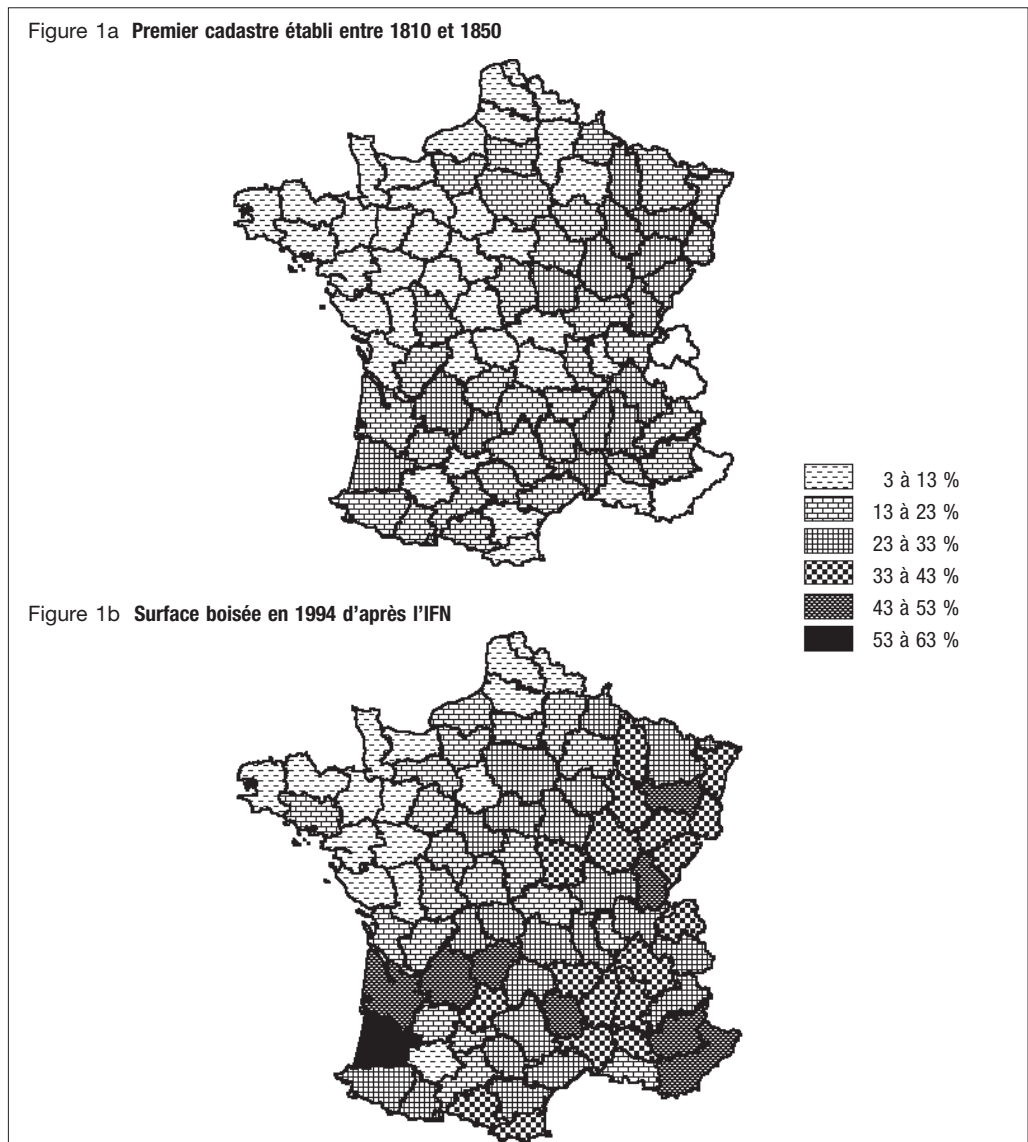 Figure 1a Premier cadastre établi entre 1810 et 1850
3 à 13 %
13 à 23 %
23 à 33 %
33 à 43 %
43 à 53 %
53 à 63 %
Figure 1b Surface boisée en 1994 d'après l'IFN